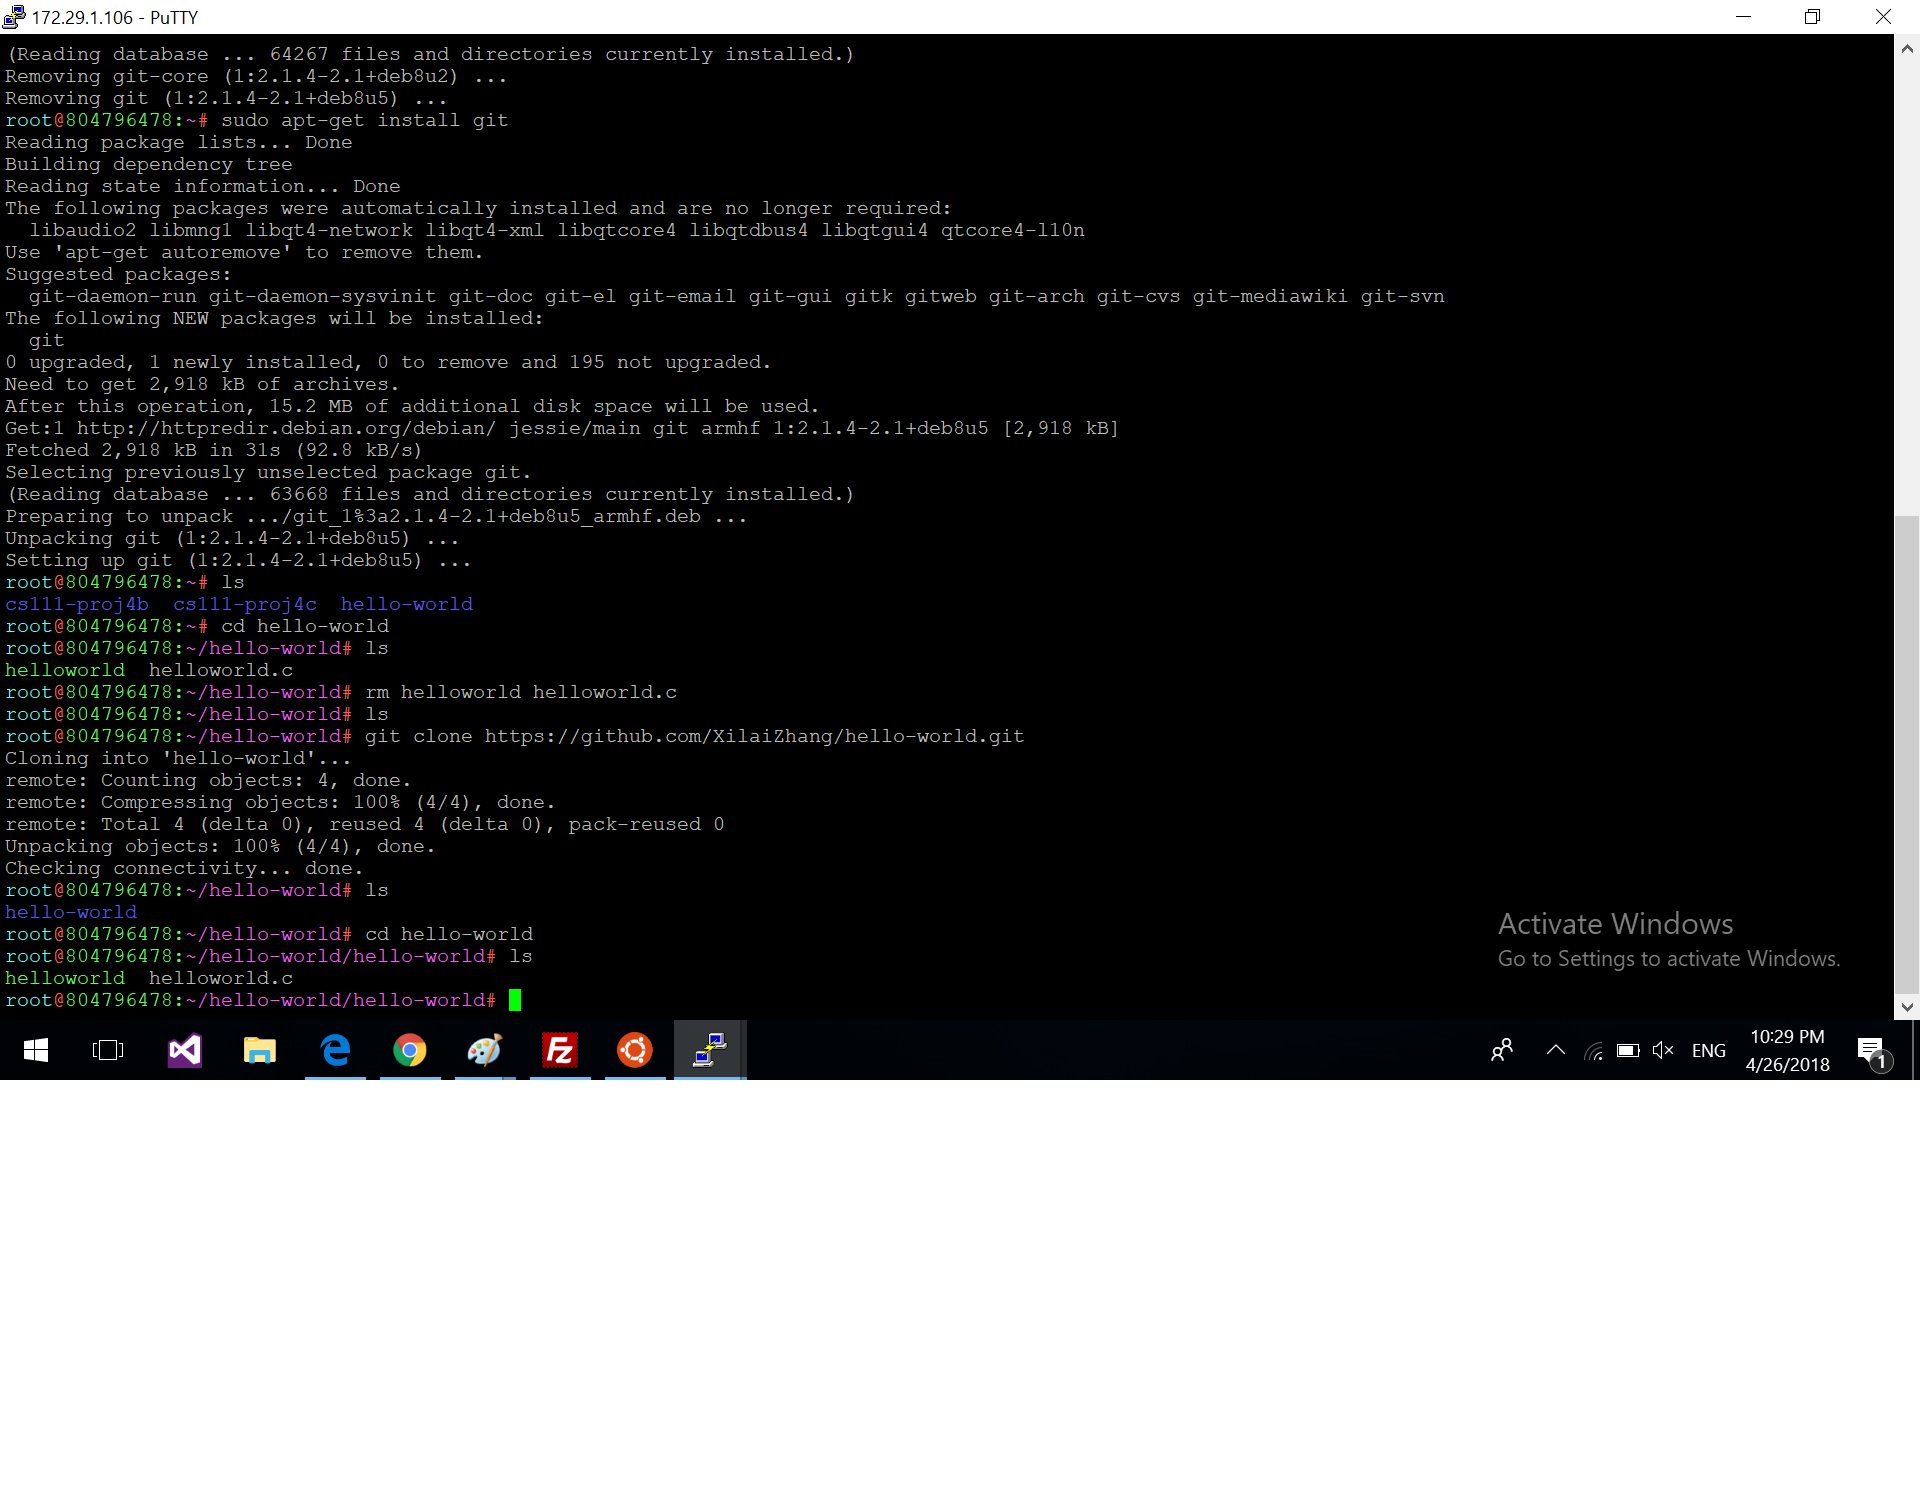 172.29.1.106 - PuTTY
(Reading database ... 64267 files and directories currently installed.)
Removing git-core (1:2.1.4-2.1+deb8u2) ...
Removing git (1:2.1.4-2.1+deb8u5) ...
root@804796478:~# sudo apt-get install git
Reading package lists... Done
Building dependency tree
Reading state information... Done
The following packages were automatically installed and are no longer required:
  libaudio2 libmng1 libqt4-network libqt4-xml libqtcore4 libqtdbus4 libqtgui4 qtcore4-l10n
Use 'apt-get autoremove' to remove them.
Suggested packages:
  git-daemon-run git-daemon-sysvinit git-doc git-el git-email git-gui gitk gitweb git-arch git-cvs git-mediawiki git-svn
The following NEW packages will be installed:
  git
0 upgraded, 1 newly installed, 0 to remove and 195 not upgraded.
Need to get 2,918 kB of archives.
After this operation, 15.2 MB of additional disk space will be used.
Get:1 http://httpredir.debian.org/debian/ jessie/main git armhf 1:2.1.4-2.1+deb8u5 [2,918 kB]
Fetched 2,918 kB in 31s (92.8 kB/s)
Selecting previously unselected package git.
(Reading database ... 63668 files and directories currently installed.)
Preparing to unpack .../git_1%3a2.1.4-2.1+deb8u5_armhf.deb ...
Unpacking git (1:2.1.4-2.1+deb8u5) ...
Setting up git (1:2.1.4-2.1+deb8u5) ...
root@804796478:~# ls
cs111-proj4b  cs111-proj4c  hello-world
root@804796478:~# cd hello-world
root@804796478:~/hello-world# ls
helloworld  helloworld.c
root@804796478:~/hello-world# rm helloworld helloworld.c
root@804796478:~/hello-world# ls
root@804796478:~/hello-world# git clone https://github.com/XilaiZhang/hello-world.git
Cloning into 'hello-world'...
remote: Counting objects: 4, done.
remote: Compressing objects: 100% (4/4), done.
remote: Total 4 (delta 0), reused 4 (delta 0), pack-reused 0
Unpacking objects: 100% (4/4), done.
Checking connectivity... done.
root@804796478:~/hello-world# ls
hello-world
root@804796478:~/hello-world# cd hello-world
root@804796478:~/hello-world/hello-world# ls
helloworld  helloworld.c
root@804796478:~/hello-world/hello-world#
Activate Windows
Go to Settings to activate Windows.
Fz
ENG
10:29 PM
4/26/2018
1